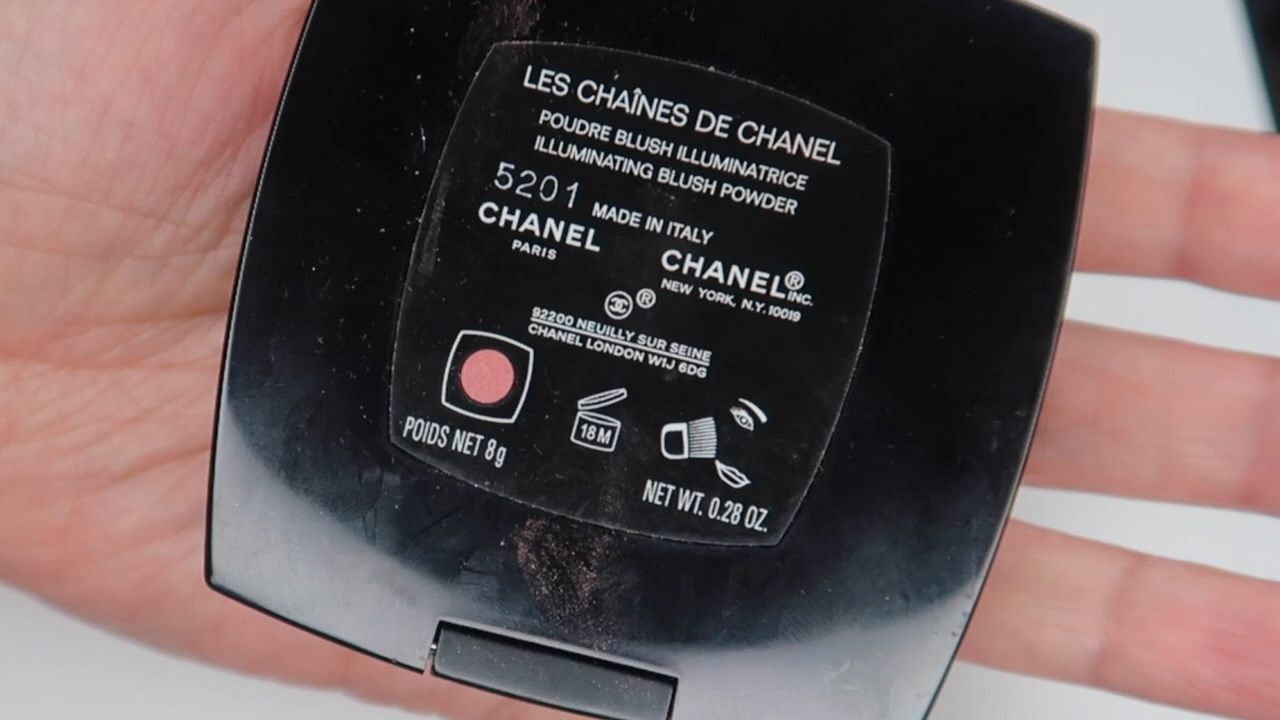 LES CHAÎNES DE CHANEL
POUDRE BLUSH ILLUMINATRICE
ILLUMINATING BLUSH POWDER
5201
MADE IN ITALY
CHANEL
PARIS
CHANEL® INC.
NEW YORK, N.Y. 10019
®
92200 NEUILLY SUR SEINE
CHANEL LONDON W1J 6DG
18M
POIDS NET 8g
NET WT. 0.28 OZ.